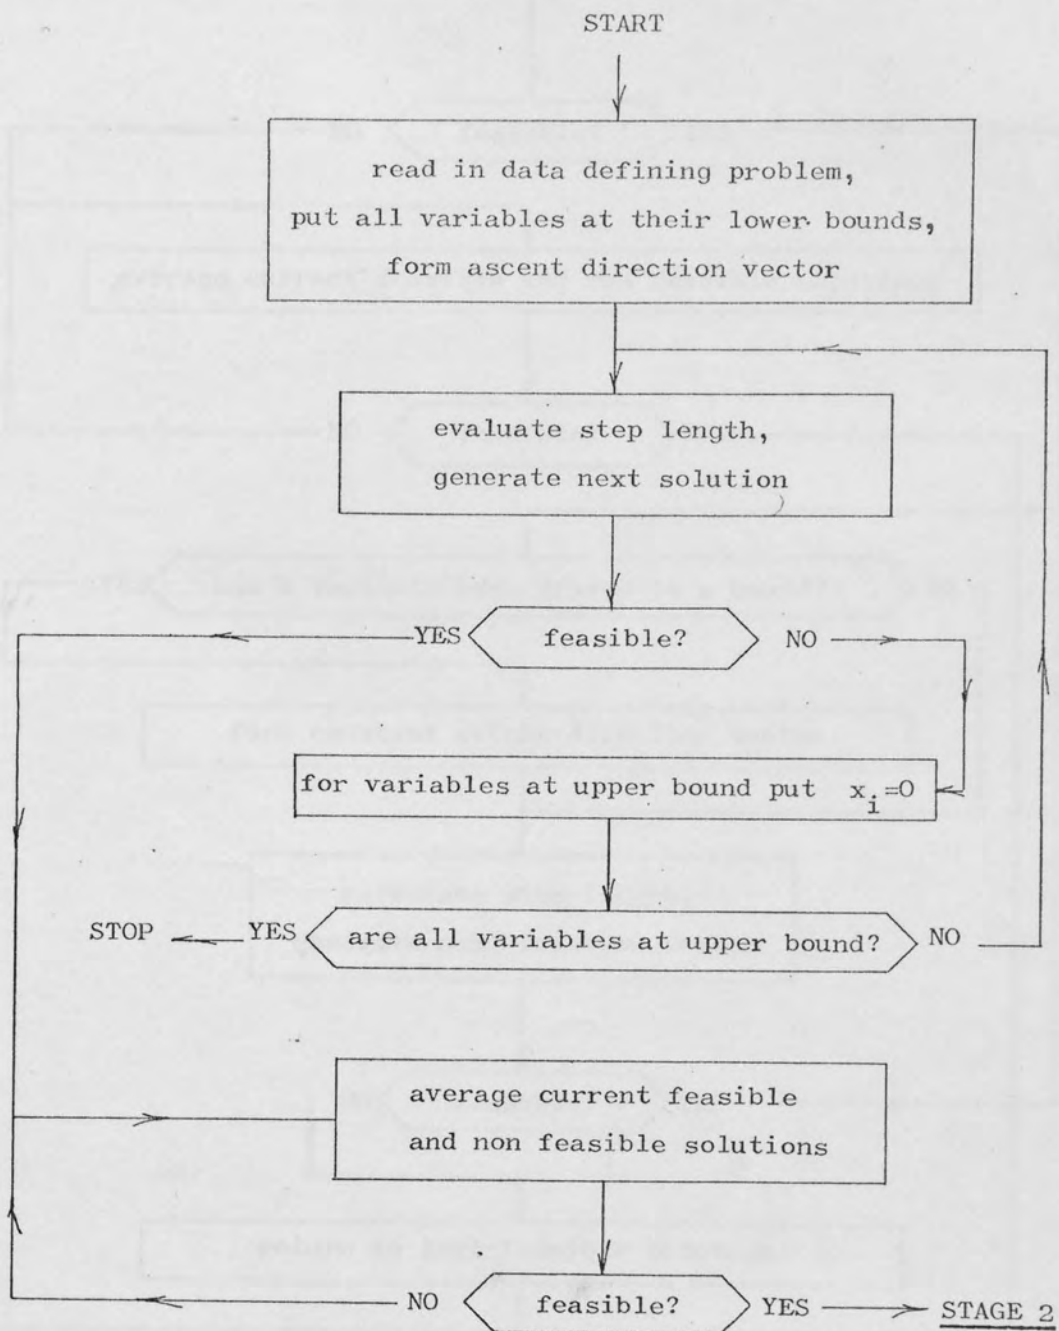 START
read in data defining problem,
put all variables at their lower bounds,
form ascent direction vector
evaluate step length,
generate next solution
YES feasible? NO
for variables at upper bound put x_i=0
STOP YES are all variables at upper bound? NO
average current feasible
and non feasible solutions
NO feasible? YES STAGE 2